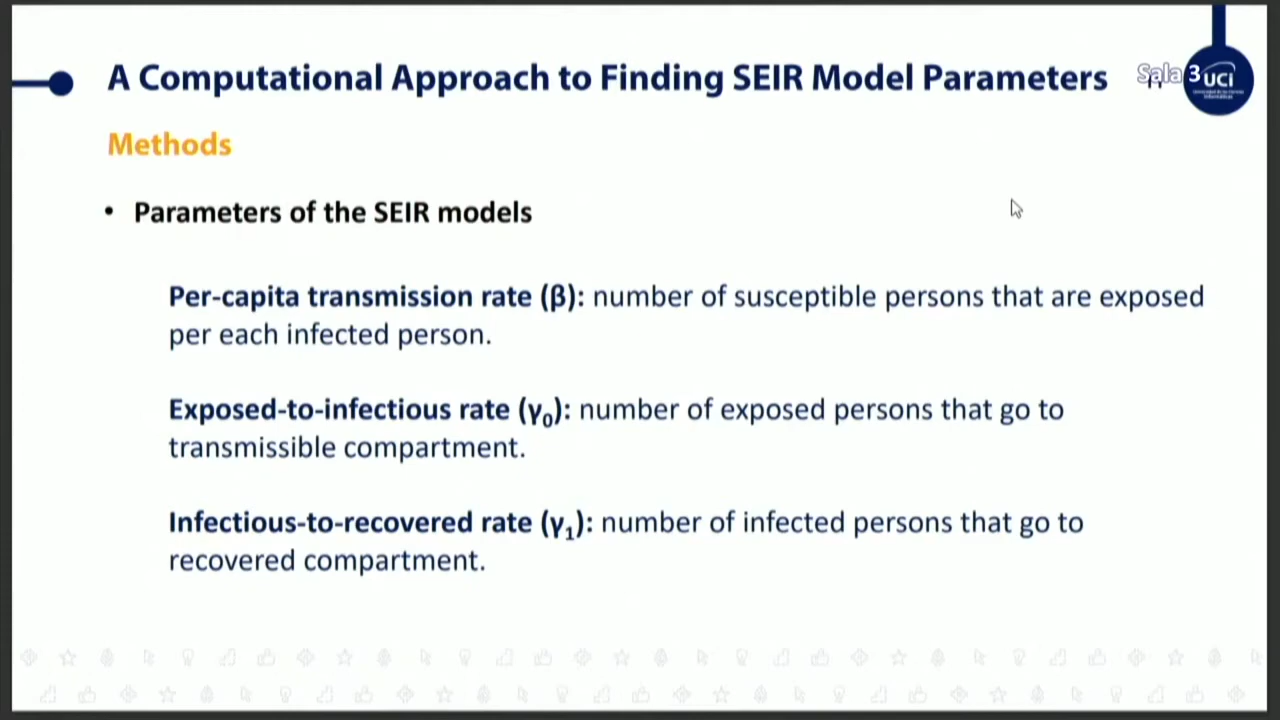 A Computational Approach to Finding SEIR Model Parameters
Sala 3
UCI
Methods
• Parameters of the SEIR models
Per-capita transmission rate (β): number of susceptible persons that are exposed
per each infected person.
Exposed-to-infectious rate (γ₀): number of exposed persons that go to
transmissible compartment.
Infectious-to-recovered rate (γ₁): number of infected persons that go to
recovered compartment.